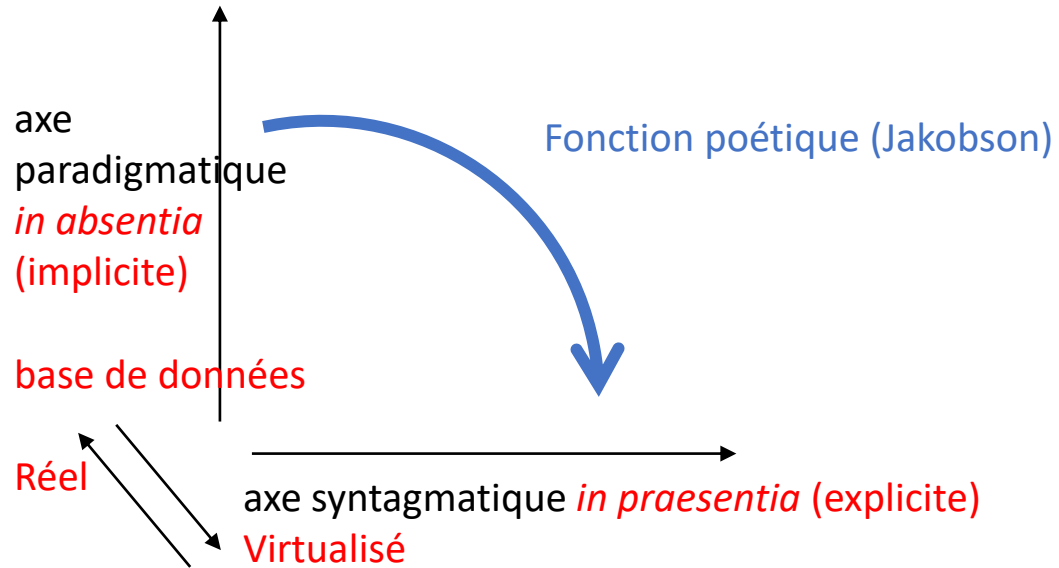 axe
paradigmatique
in absentia
(implicite)
Fonction poétique (Jakobson)
base de données
Réel
axe syntagmatique in praesentia (explicite)
Virtualisé